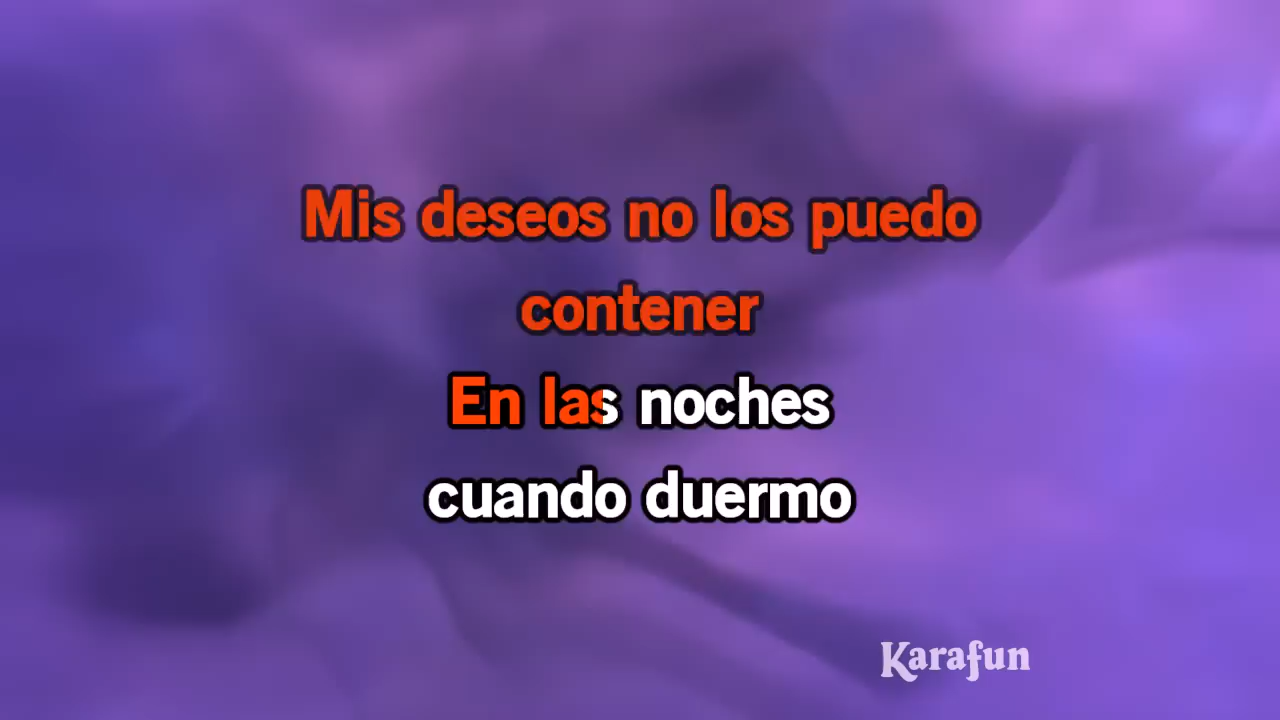 Mis deseos no los puedo
contener
En las noches
cuando duermo
Karafun